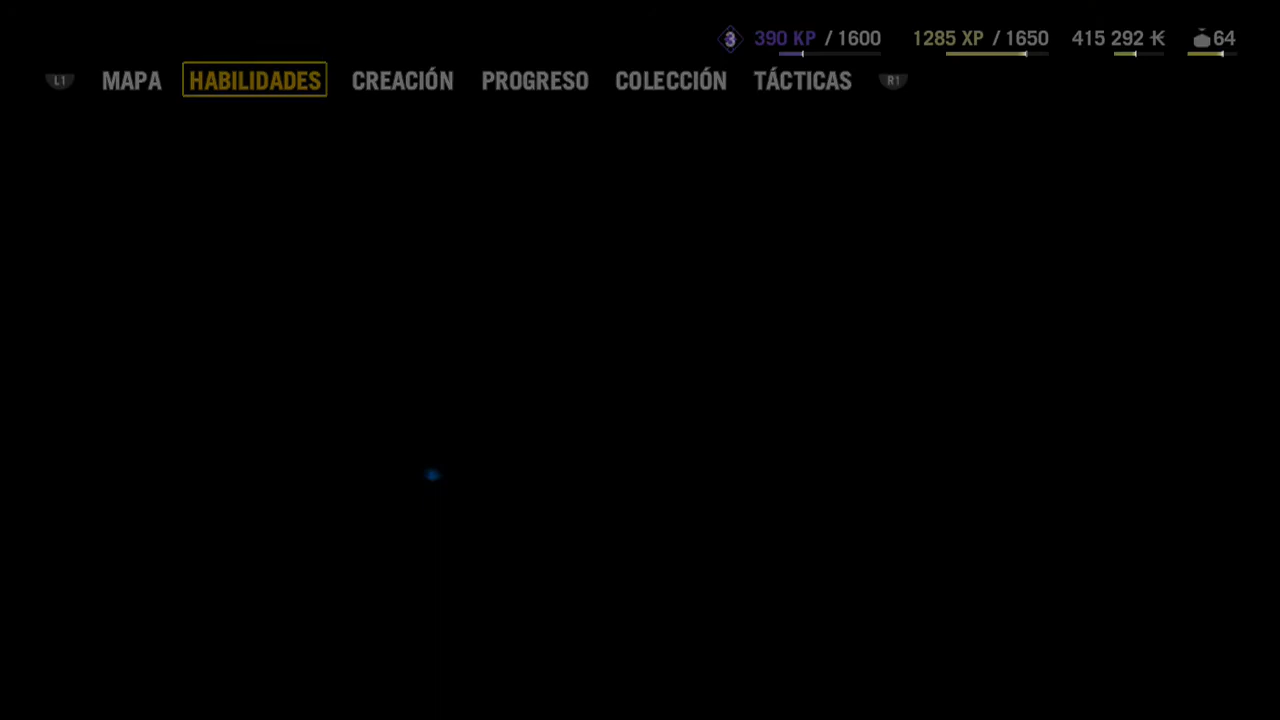 3 390 KP / 1600 1285 XP / 1650 415 292 K 64
L1 MAPA HABILIDADES CREACIÓN PROGRESO COLECCIÓN TÁCTICAS R1